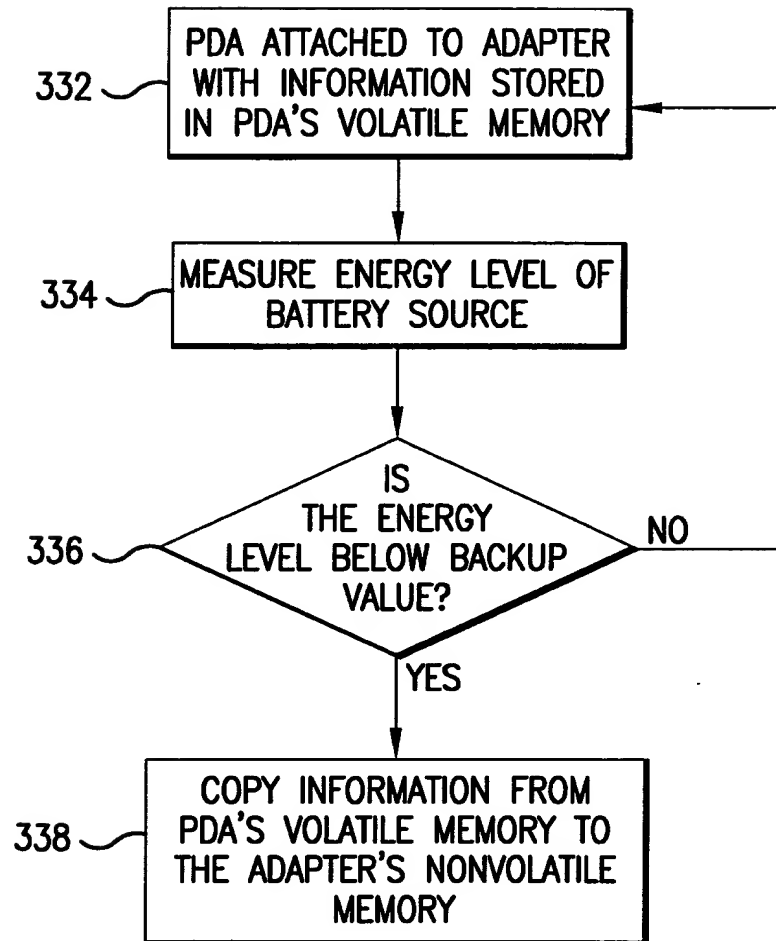 332
PDA ATTACHED TO ADAPTER
WITH INFORMATION STORED
IN PDA'S VOLATILE MEMORY
334
MEASURE ENERGY LEVEL OF
BATTERY SOURCE
336
IS
THE ENERGY
LEVEL BELOW BACKUP
VALUE?
NO
YES
338
COPY INFORMATION FROM
PDA'S VOLATILE MEMORY TO
THE ADAPTER'S NONVOLATILE
MEMORY